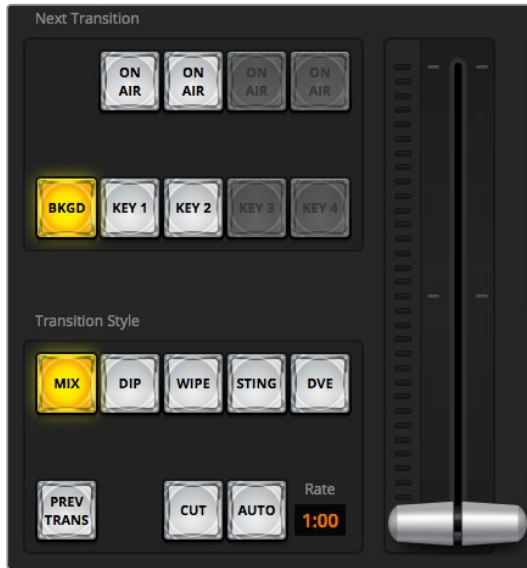 Next Transition
ON AIR ON AIR ON AIR ON AIR
BKGD KEY 1 KEY 2 KEY 3 KEY 4
Transition Style
MIX DIP WIPE STING DVE
Rate
PREV TRANS CUT AUTO 1:00